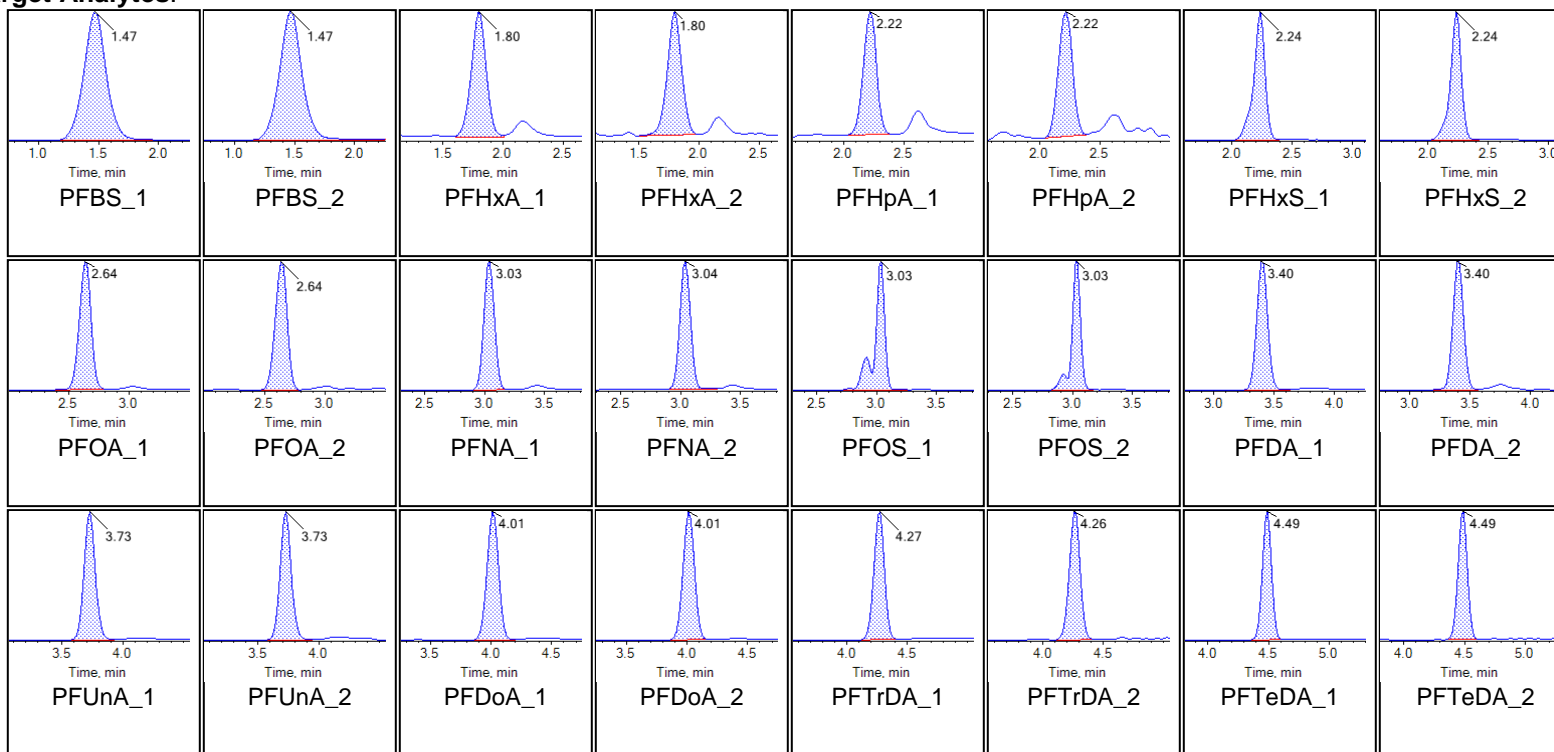 rget Analytes:
1.47 1.47 1.80 1.80 2.22 2.22 2.24 2.24
1.0 1.5 2.0 1.0 1.5 2.0 1.5 2.0 2.5 1.5 2.0 2.5 2.0 2.5 2.0 2.5 2.0 2.5 3.0 2.0 2.5 3.0
Time, min Time, min Time, min Time, min Time, min Time, min Time, min Time, min
PFBS_1 PFBS_2 PFHxA_1 PFHxA_2 PFHpA_1 PFHpA_2 PFHxS_1 PFHxS_2
2.64 2.64 3.03 3.04 3.03 3.03 3.40 3.40
2.5 3.0 2.5 3.0 2.5 3.0 3.5 2.5 3.0 3.5 2.5 3.0 3.5 2.5 3.0 3.5 3.0 3.5 4.0 3.0 3.5 4.0
Time, min Time, min Time, min Time, min Time, min Time, min Time, min Time, min
PFOA_1 PFOA_2 PFNA_1 PFNA_2 PFOS_1 PFOS_2 PFDA_1 PFDA_2
3.73 3.73 4.01 4.01 4.27 4.26 4.49 4.49
3.5 4.0 3.5 4.0 3.5 4.0 4.5 3.5 4.0 4.5 4.0 4.5 4.0 4.5 4.0 4.5 5.0 4.0 4.5 5.0
Time, min Time, min Time, min Time, min Time, min Time, min Time, min Time, min
PFUnA_1 PFUnA_2 PFDoA_1 PFDoA_2 PFTrDA_1 PFTrDA_2 PFTeDA_1 PFTeDA_2